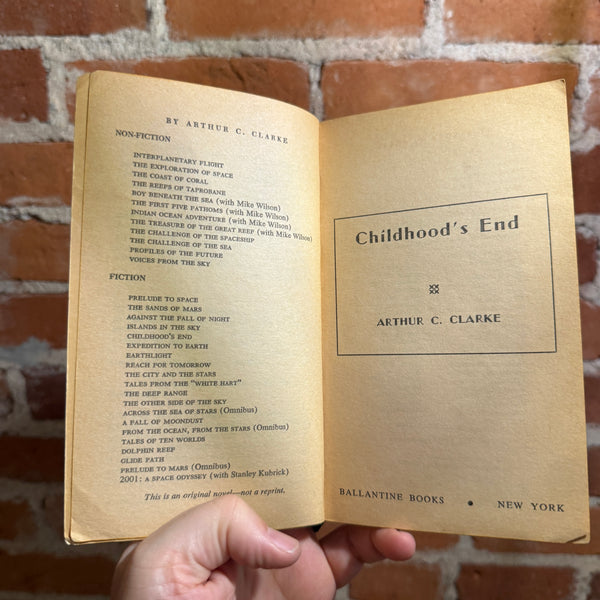 BY ARTHUR C. CLARKE
NON-FICTION
INTERPLANETARY FLIGHT
THE EXPLORATION OF SPACE
THE COAST OF CORAL
THE REEFS OF TAPROBANE
BOY BENEATH THE SEA (with Mike Wilson)
THE FIRST FIVE FATHOMS (with Mike Wilson)
INDIAN OCEAN ADVENTURE (with Mike Wilson)
THE TREASURE OF THE GREAT REEF (with Mike Wilson)
THE CHALLENGE OF THE SPACESHIP
THE CHALLENGE OF THE SEA
PROFILES OF THE FUTURE
VOICES FROM THE SKY
FICTION
PRELUDE TO SPACE
THE SANDS OF MARS
AGAINST THE FALL OF NIGHT
ISLANDS IN THE SKY
CHILDHOOD'S END
EXPEDITION TO EARTH
EARTHLIGHT
REACH FOR TOMORROW
THE CITY AND THE STARS
TALES FROM THE "WHITE HART"
THE DEEP RANGE
THE OTHER SIDE OF THE SKY
ACROSS THE SEA OF STARS (Omnibus)
A FALL OF MOONDUST
FROM THE OCEAN, FROM THE STARS (Omnibus)
TALES OF TEN WORLDS
DOLPHIN REEF
GLIDE PATH
PRELUDE TO MARS (Omnibus)
2001: A SPACE ODYSSEY (with Stanley Kubrick)
This is an original novel—not a reprint.
Childhood's End
ARTHUR C. CLARKE
BALLANTINE BOOKS • NEW YORK